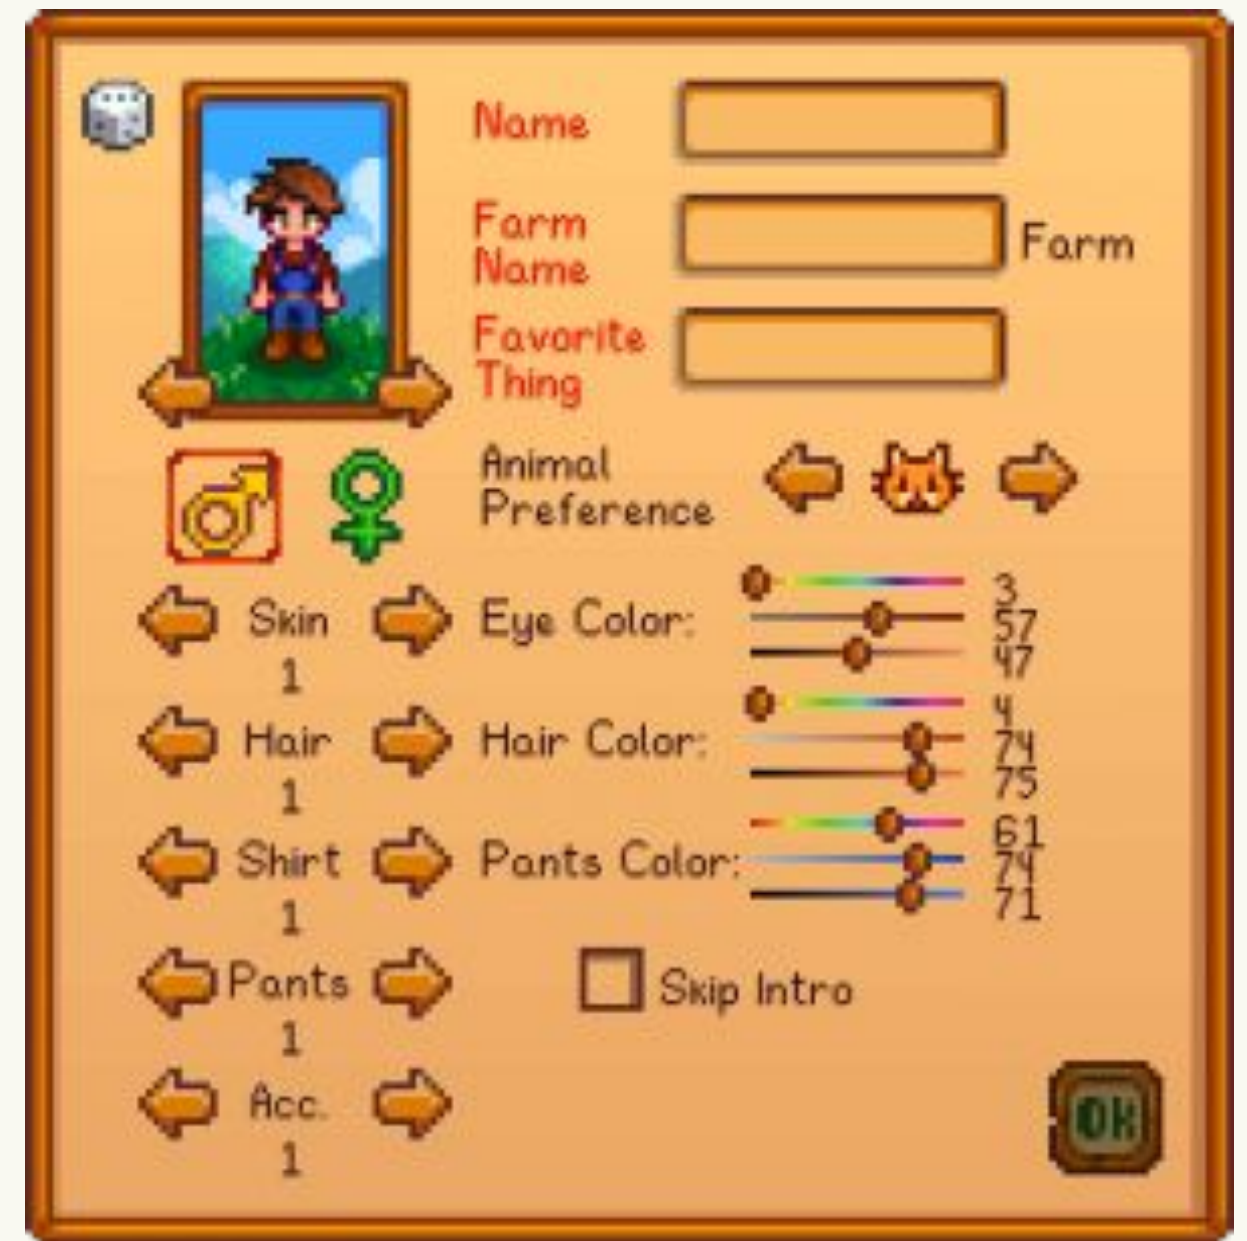 Name
Farm
Name
Farm
Favorite
Thing
Animal
Preference
Skin
1
Eye Color:
3
57
47
Hair
1
Hair Color:
4
74
75
Shirt
1
Pants Color:
61
74
71
Pants
1
Skip Intro
Acc.
1
OK